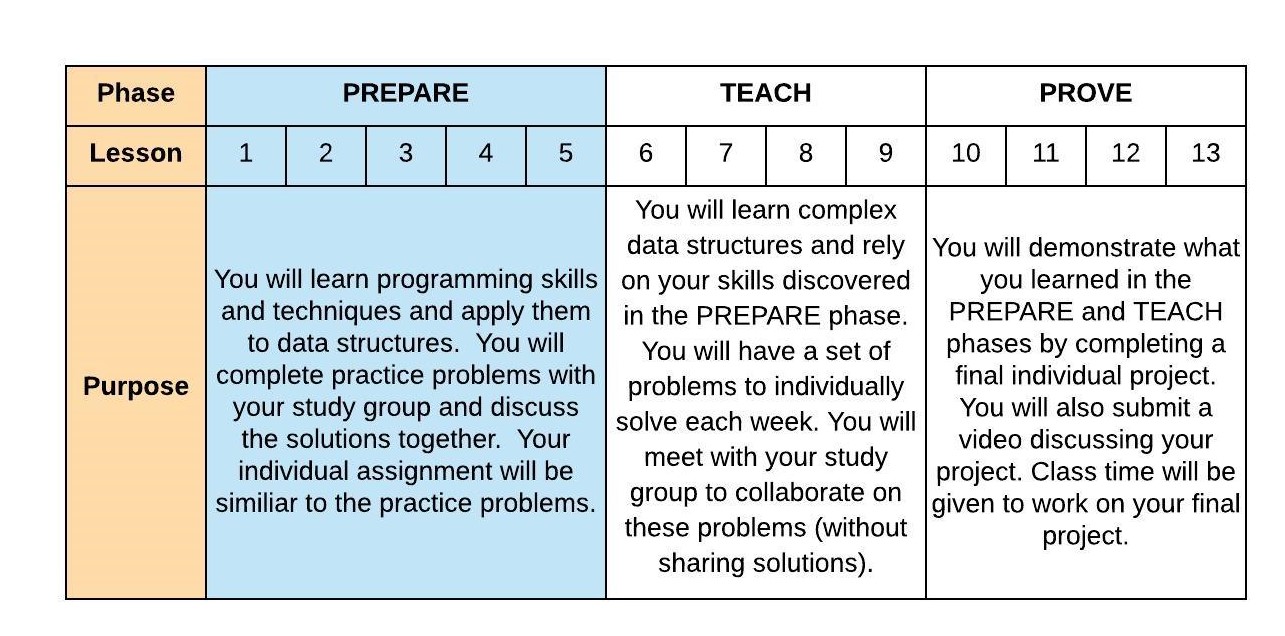 Phase PREPARE TEACH PROVE
Lesson 1 2 3 4 5 6 7 8 9 10 11 12 13
Purpose
You will learn programming skills
and techniques and apply them
to data structures.  You will
complete practice problems with
your study group and discuss
the solutions together.  Your
individual assignment will be
similiar to the practice problems.
You will learn complex
data structures and rely
on your skills discovered
in the PREPARE phase.
You will have a set of
problems to individually
solve each week. You will
meet with your study
group to collaborate on
these problems (without
sharing solutions).
You will demonstrate what
you learned in the
PREPARE and TEACH
phases by completing a
final individual project.
You will also submit a
video discussing your
project. Class time will be
given to work on your final
project.